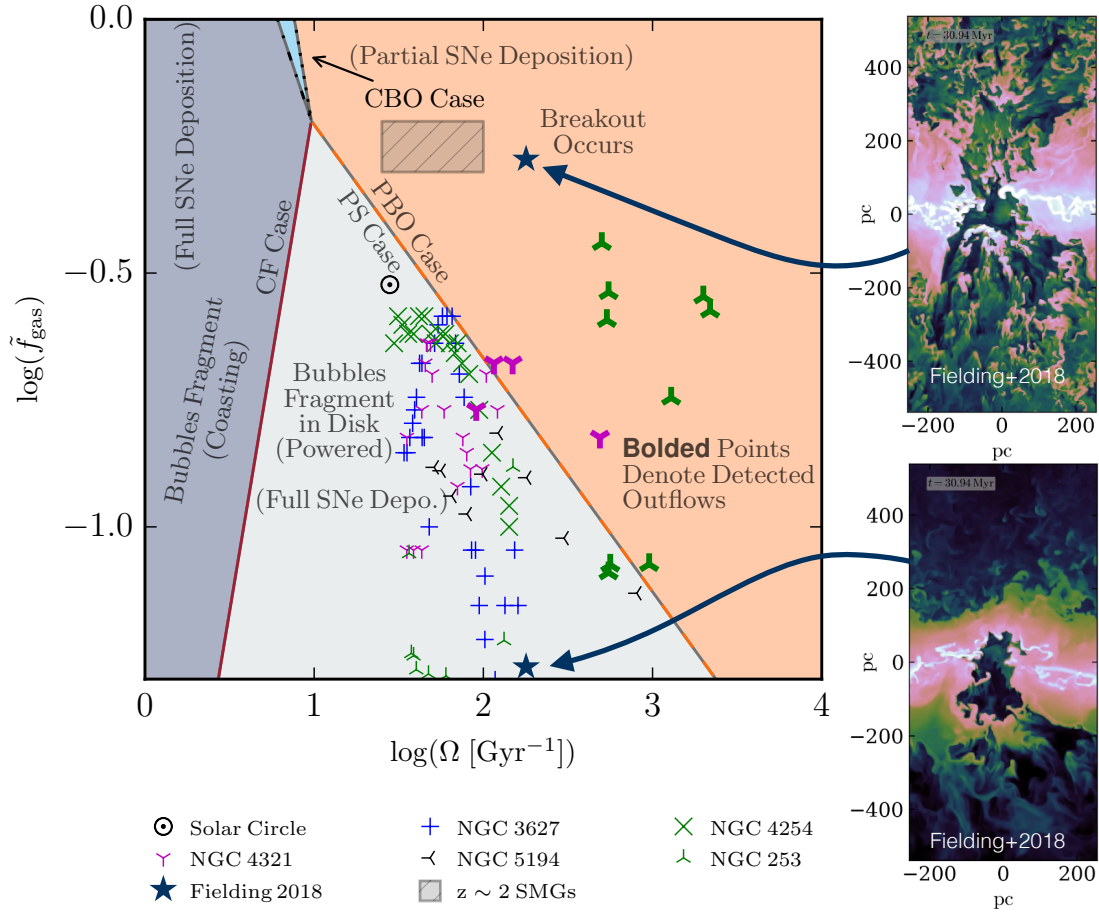 0.0
−0.5
−1.0
log(f̃gas)
0
1
2
3
4
log(Ω [Gyr⁻¹])
(Full SNe Deposition)
Bubbles Fragment
(Coasting)
CF Case
(Partial SNe Deposition)
CBO Case
Breakout
Occurs
PBO Case
PS Case
Bubbles
Fragment
in Disk
(Powered)
(Full SNe Depo.)
Bolded Points
Denote Detected
Outflows
t = 30.94 Myr
400
200
0
−200
−400
pc
Fielding+2018
−200
0
200
pc
t = 30.94 Myr
400
200
0
−200
−400
pc
Fielding+2018
−200
0
200
pc
Solar Circle
NGC 3627
NGC 4254
NGC 4321
NGC 5194
NGC 253
Fielding 2018
z ∼ 2 SMGs